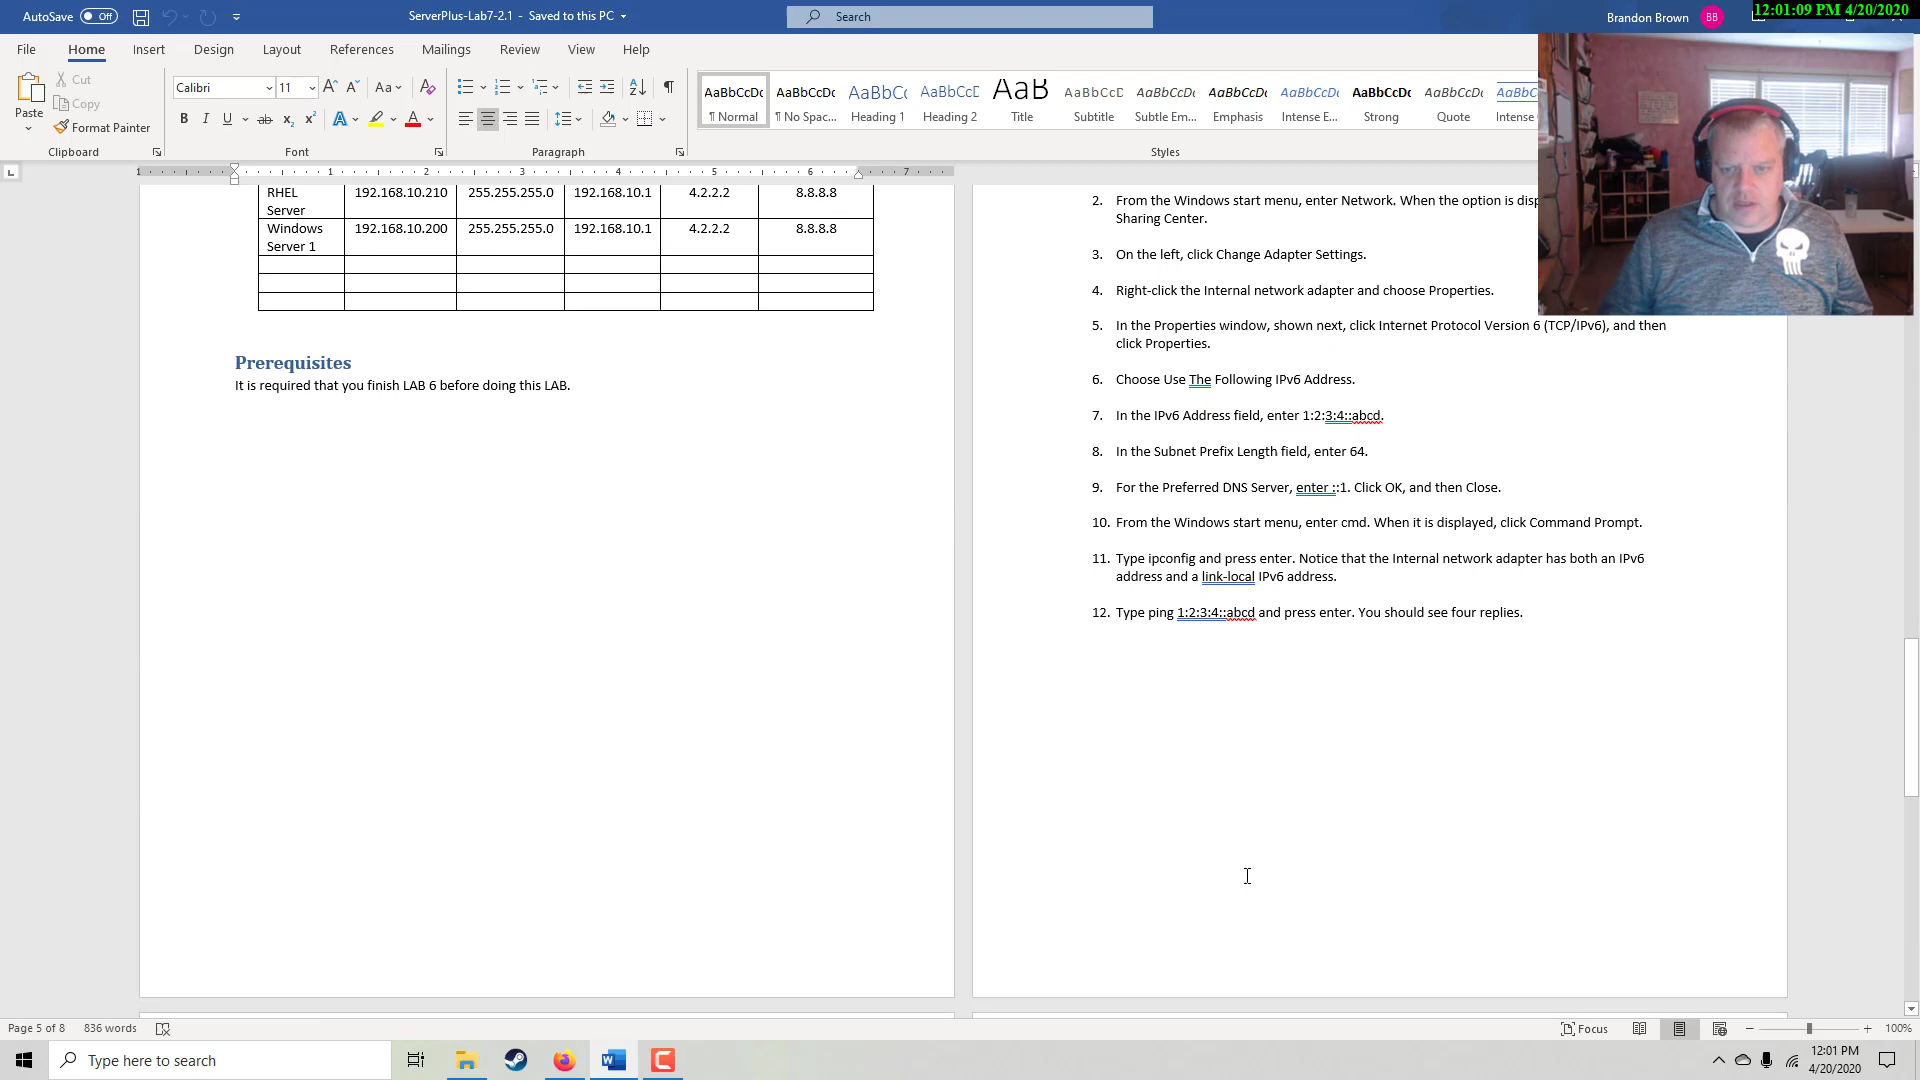 AutoSave Off ServerPlus-Lab7-2.1 - Saved to this PC Search Brandon Brown BB 12:01:09 PM 4/20/2020
File Home Insert Design Layout References Mailings Review View Help
Paste Cut Copy Format Painter
Calibri 11 Aa
B I U ab x₂ x² A A
AaBbCcDc AaBbCcDc AaBbCc AaBbCcD AaB AaBbCcD AaBbCcDc AaBbCcDc AaBbCcDc AaBbCcDc AaBbCcDc AaBbC
¶ Normal ¶ No Spac... Heading 1 Heading 2 Title Subtitle Subtle Em... Emphasis Intense E... Strong Quote Intense
Clipboard Font Paragraph Styles
1 1 2 3 4 5 6 7
RHEL Server 192.168.10.210 255.255.255.0 192.168.10.1 4.2.2.2 8.8.8.8
Windows Server 1 192.168.10.200 255.255.255.0 192.168.10.1 4.2.2.2 8.8.8.8
Prerequisites
It is required that you finish LAB 6 before doing this LAB.
2. From the Windows start menu, enter Network. When the option is disp
Sharing Center.
3. On the left, click Change Adapter Settings.
4. Right-click the Internal network adapter and choose Properties.
5. In the Properties window, shown next, click Internet Protocol Version 6 (TCP/IPv6), and then
click Properties.
6. Choose Use The Following IPv6 Address.
7. In the IPv6 Address field, enter 1:2:3:4::abcd.
8. In the Subnet Prefix Length field, enter 64.
9. For the Preferred DNS Server, enter ::1. Click OK, and then Close.
10. From the Windows start menu, enter cmd. When it is displayed, click Command Prompt.
11. Type ipconfig and press enter. Notice that the Internal network adapter has both an IPv6
address and a link-local IPv6 address.
12. Type ping 1:2:3:4::abcd and press enter. You should see four replies.
Page 5 of 8 836 words Focus 100%
Type here to search
12:01 PM
4/20/2020